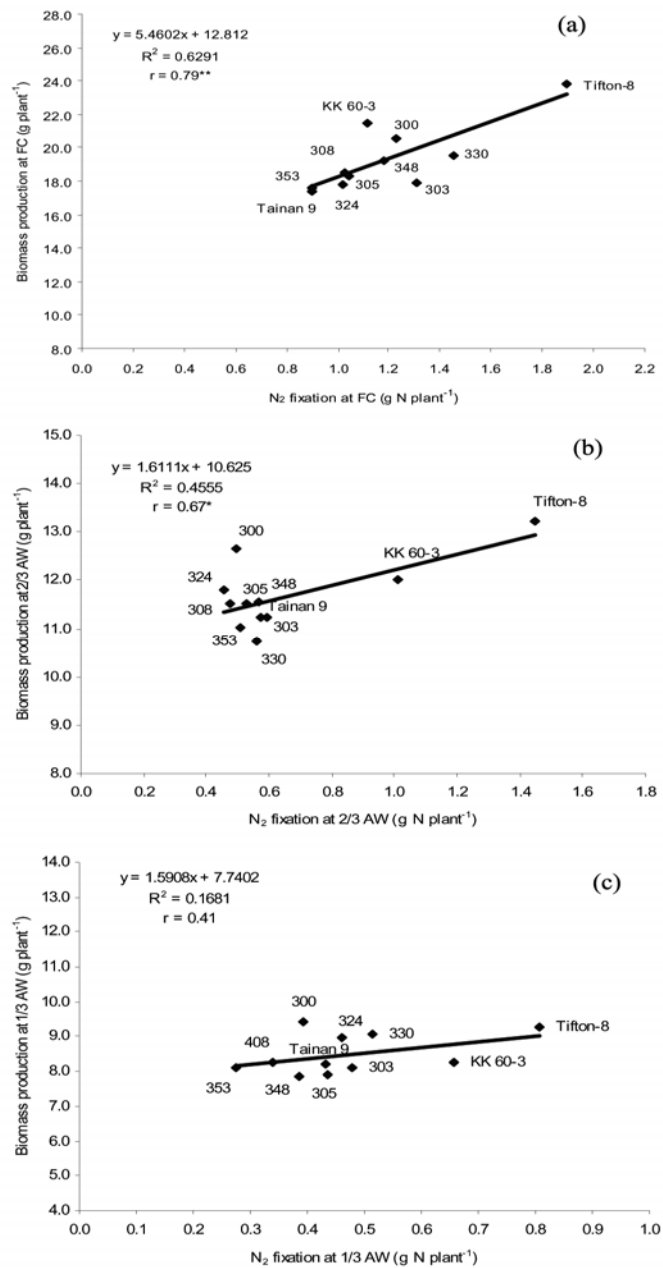 (a)
y = 5.4602x + 12.812
R² = 0.6291
r = 0.79**
Biomass production at FC (g plant⁻¹)
28.0
26.0
24.0
22.0
20.0
18.0
16.0
14.0
12.0
10.0
8.0
Tifton-8
KK 60-3
300
308
348
330
353
305
303
Tainan 9
324
0.0 0.2 0.4 0.6 0.8 1.0 1.2 1.4 1.6 1.8 2.0 2.2
N₂ fixation at FC (g N plant⁻¹)
(b)
y = 1.6111x + 10.625
R² = 0.4555
r = 0.67*
Biomass production at 2/3 AW (g plant⁻¹)
15.0
14.0
13.0
12.0
11.0
10.0
9.0
8.0
Tifton-8
300
KK 60-3
324
305
348
308
Tainan 9
353
303
330
0.0 0.2 0.4 0.6 0.8 1.0 1.2 1.4 1.6 1.8
N₂ fixation at 2/3 AW (g N plant⁻¹)
(c)
y = 1.5908x + 7.7402
R² = 0.1681
r = 0.41
Biomass production at 1/3 AW (g plant⁻¹)
14.0
13.0
12.0
11.0
10.0
9.0
8.0
7.0
6.0
5.0
4.0
300
324
330
Tifton-8
408
Tainan 9
353
348
305
303
KK 60-3
0.0 0.1 0.2 0.3 0.4 0.5 0.6 0.7 0.8 0.9 1.0
N₂ fixation at 1/3 AW (g N plant⁻¹)